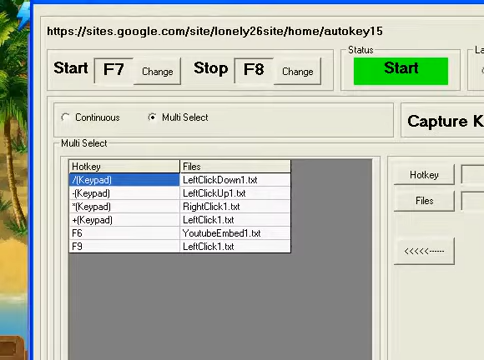 https://sites.google.com/site/lonely26site/home/autokey15
Start F7 Change Stop F8 Change Status Start
Continuous Multi Select
Capture K
Multi Select
Hotkey Files
/(Keypad) LeftClickDown1.txt
-(Keypad) LeftClickUp1.txt
*(Keypad) RightClick1.txt
+(Keypad) LeftClick1.txt
F6 YoutubeEmbed1.txt
F9 LeftClick1.txt
Hotkey
Files
<<<<<------